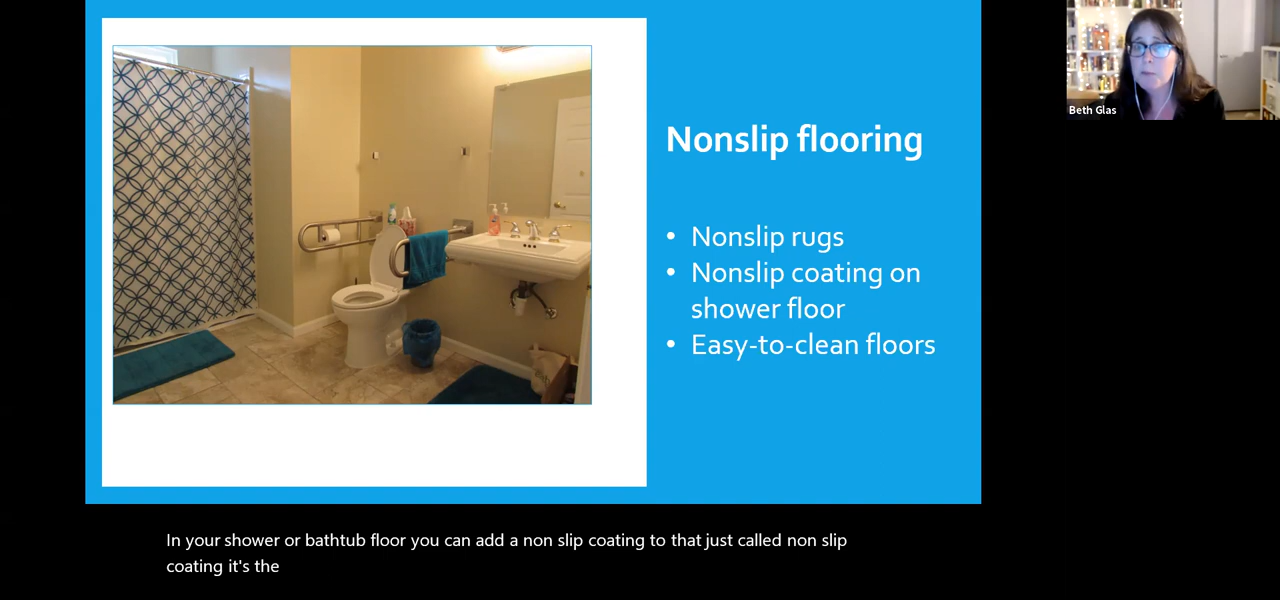 Nonslip flooring
• Nonslip rugs
• Nonslip coating on
shower floor
• Easy-to-clean floors
Beth Glas
In your shower or bathtub floor you can add a non slip coating to that just called non slip
coating it's the